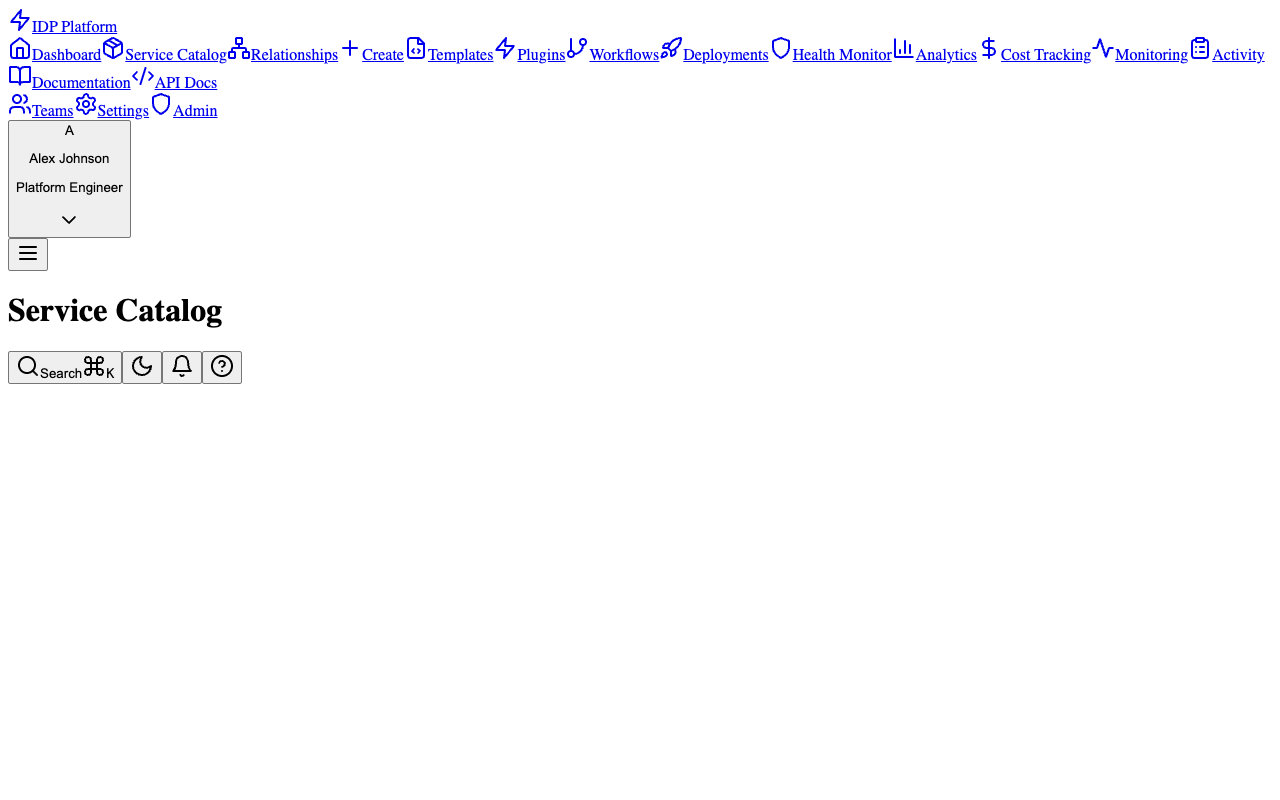 IDP Platform
Dashboard Service Catalog Relationships Create Templates Plugins Workflows Deployments Health Monitor Analytics Cost Tracking Monitoring Activity
Documentation API Docs
Teams Settings Admin
A
Alex Johnson
Platform Engineer
Service Catalog
Search ⌘ K